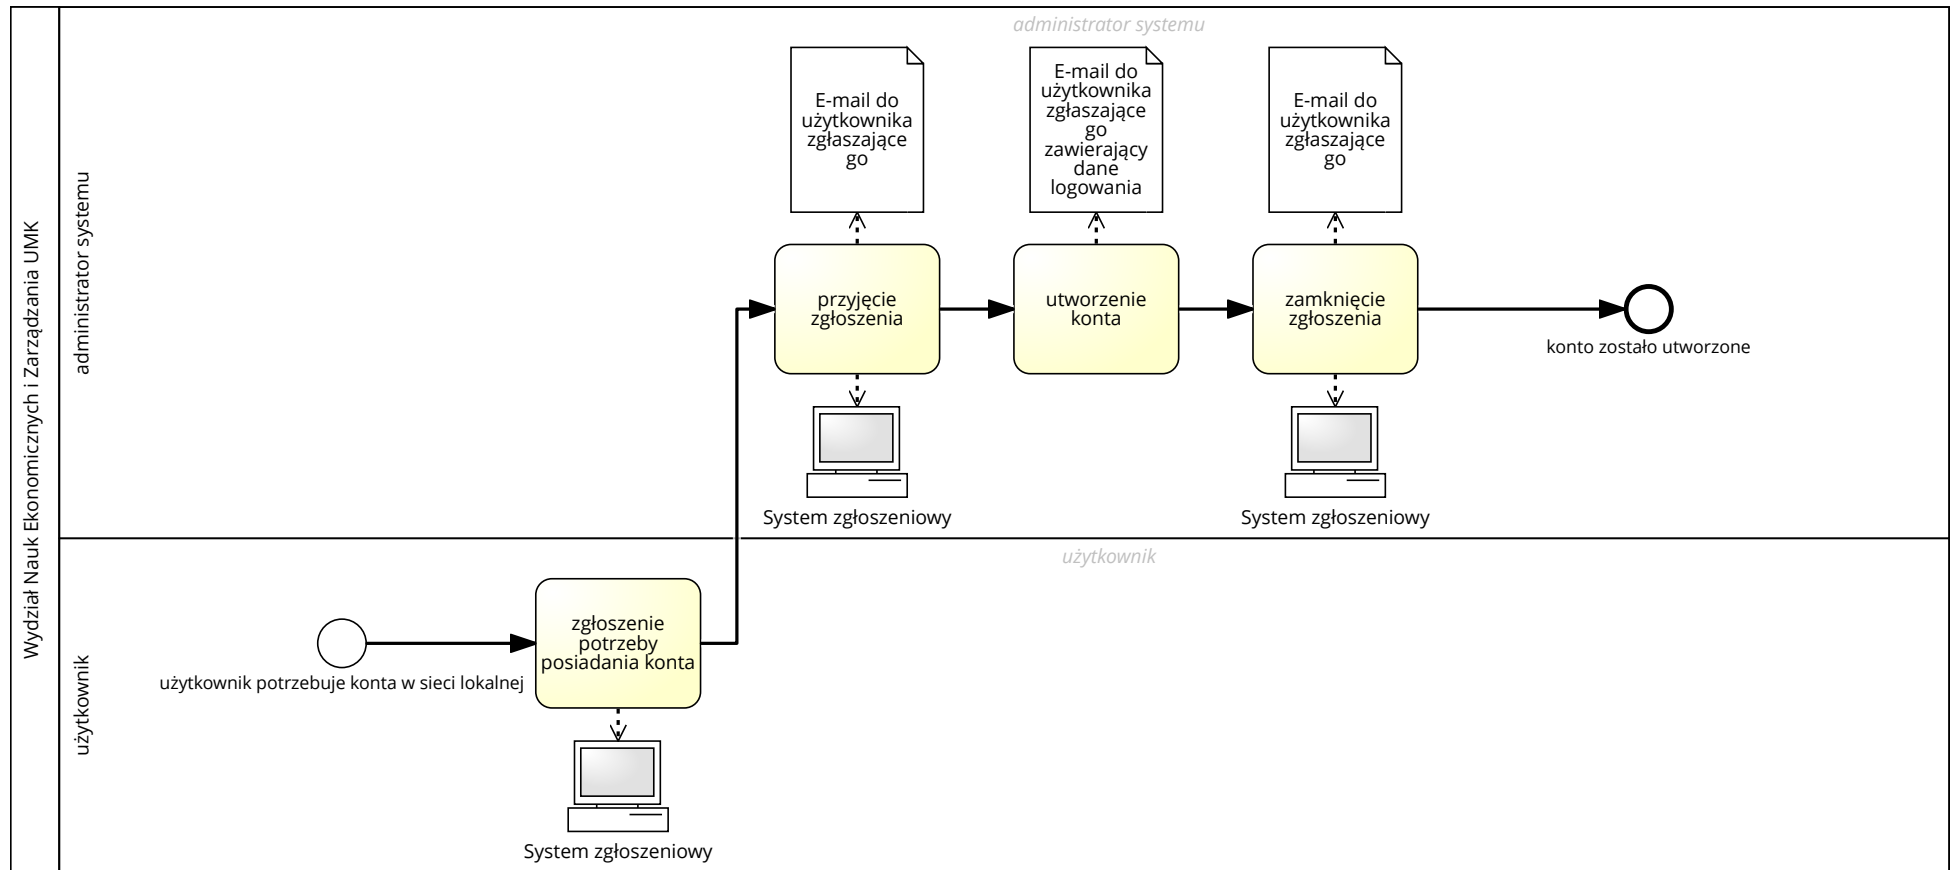 Wydział Nauk Ekonomicznych i Zarządzania UMK
administrator systemu
administrator systemu
E-mail do
użytkownika
zgłaszające
go
E-mail do
użytkownika
zgłaszające
go
zawierający
dane
logowania
E-mail do
użytkownika
zgłaszające
go
przyjęcie
zgłoszenia
utworzenie
konta
zamknięcie
zgłoszenia
konto zostało utworzone
System zgłoszeniowy
System zgłoszeniowy
użytkownik
użytkownik
zgłoszenie
potrzeby
posiadania konta
użytkownik potrzebuje konta w sieci lokalnej
System zgłoszeniowy